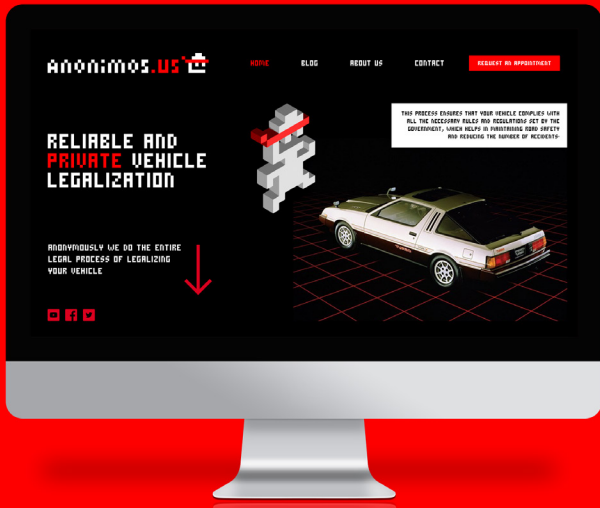 ANONIMOS.US
HOME
BLOG
ABOUT US
CONTACT
REQUEST AN APPOINTMENT
THIS PROCESS ENSURES THAT YOUR VEHICLE COMPLIES WITH
ALL THE NECESSARY RULES AND REGULATIONS SET BY THE
GOVERNMENT, WHICH HELPS IN MAINTAINING ROAD SAFETY
AND REDUCING THE NUMBER OF ACCIDENTS.
RELIABLE AND
PRIVATE VEHICLE
LEGALIZATION
ANONYMOUSLY WE DO THE ENTIRE
LEGAL PROCESS OF LEGALIZING
YOUR VEHICLE